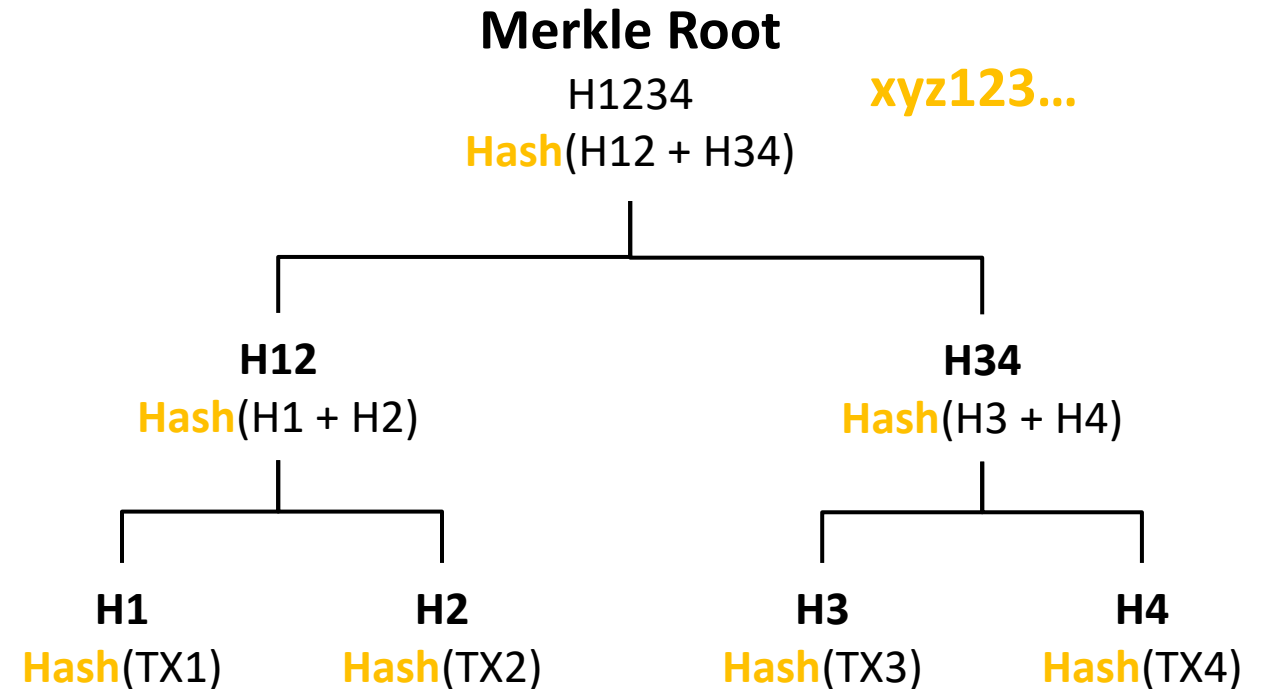 Merkle Root
H1234
xyz123...
Hash(H12 + H34)
H12
H34
Hash(H1 + H2)
Hash(H3 + H4)
H1
H2
H3
H4
Hash(TX1)
Hash(TX2)
Hash(TX3)
Hash(TX4)